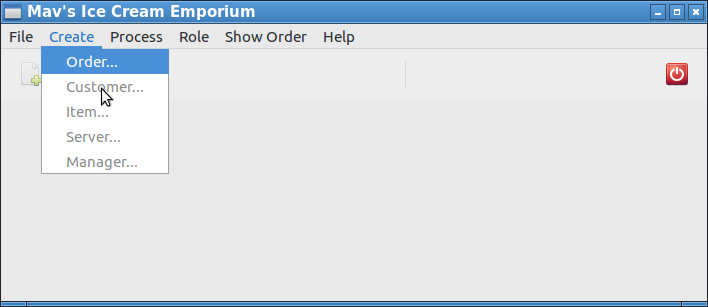 Mav's Ice Cream Emporium
File Create Process Role Show Order Help
Order...
Customer...
Item...
Server...
Manager...